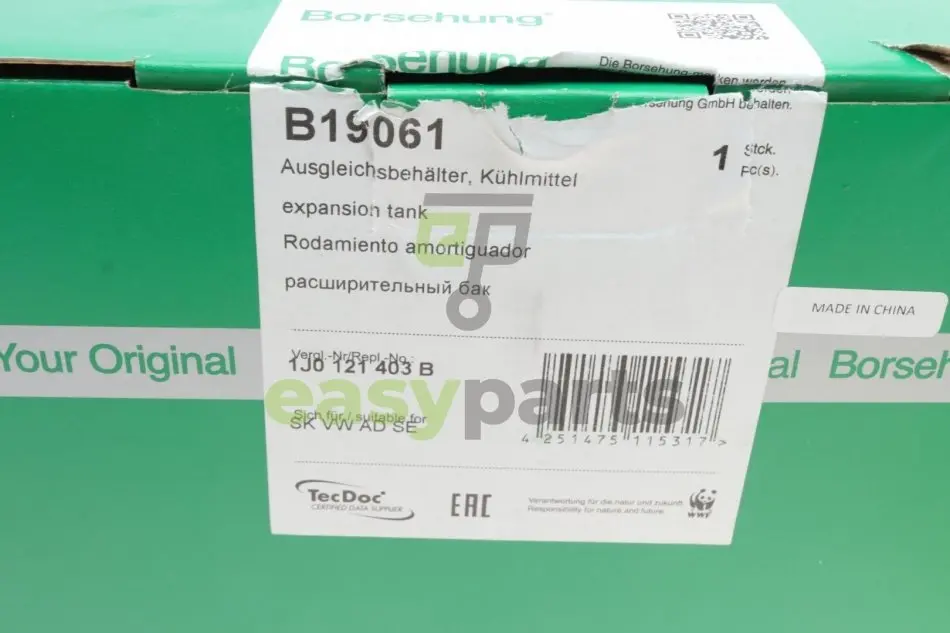 Borsehung®
Borsehung
Die Borsehung
B19061
GmbH behalten.
Ausgleichsbehälter, Kühlmittel
1 Stck.
pc(s).
expansion tank
Rodamiento amortiguador
расширительный бак
MADE IN CHINA
Your Original
al Borseh
Vergl.-Nr/Repl.-No.:
1J0 121 403 B
easyparts
Sich für / suitable for
SK VW AD SE
4 251475 115317 >
TecDoc®
CERTIFIED DATA SUPPLIER
EAC
Verantwortung für die natur und zukunft
Responsibility for nature and future
WWF